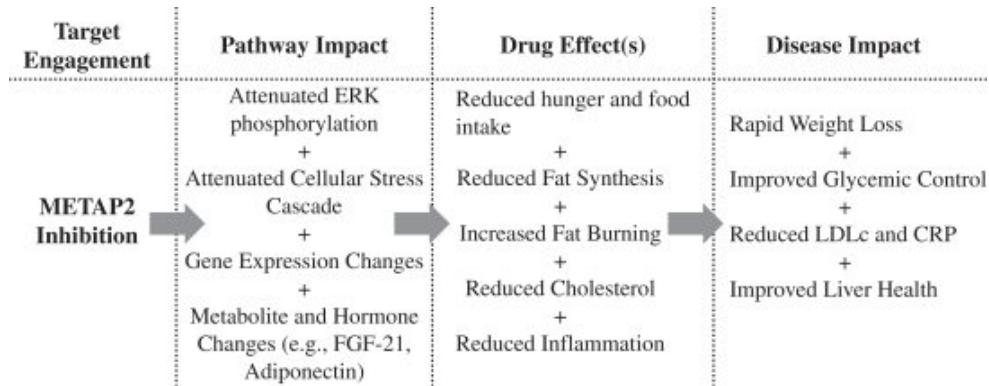 Target
Engagement
Pathway Impact
Drug Effect(s)
Disease Impact
METAP2
Inhibition
Attenuated ERK
phosphorylation
+
Attenuated Cellular Stress
Cascade
+
Gene Expression Changes
+
Metabolite and Hormone
Changes (e.g., FGF-21,
Adiponectin)
Reduced hunger and food
intake
+
Reduced Fat Synthesis
+
Increased Fat Burning
+
Reduced Cholesterol
+
Reduced Inflammation
Rapid Weight Loss
+
Improved Glycemic Control
+
Reduced LDLc and CRP
+
Improved Liver Health